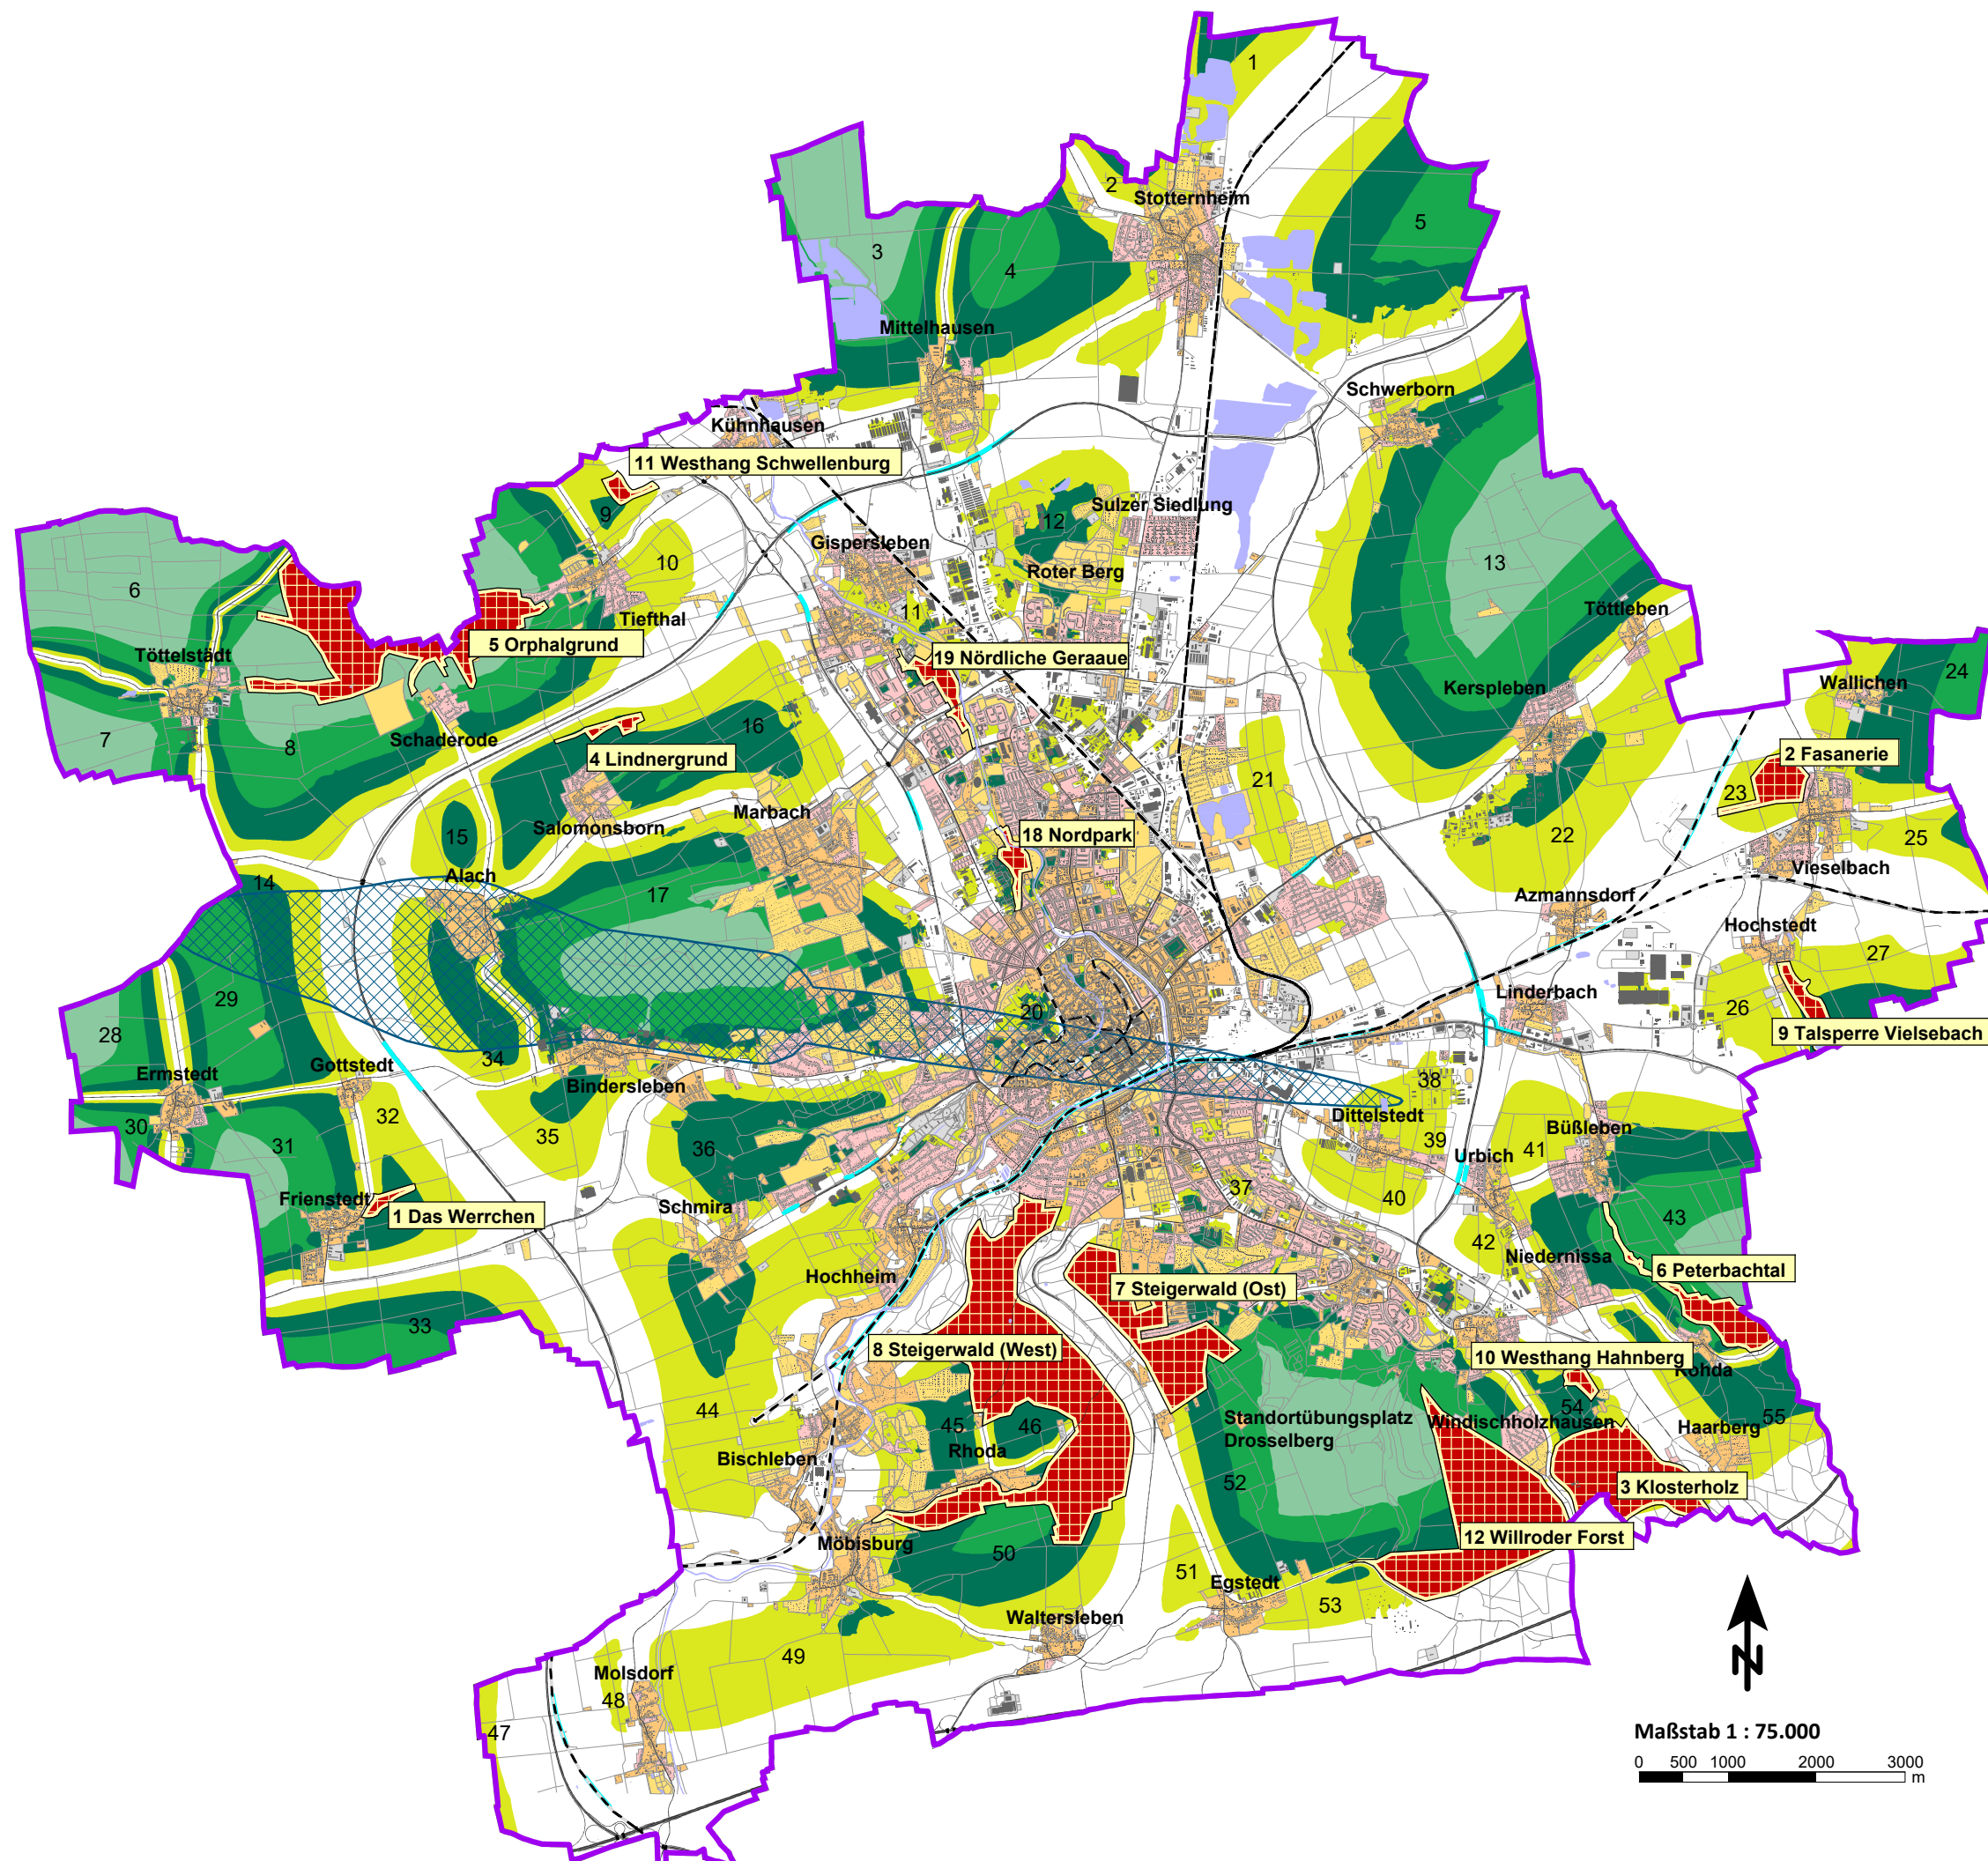 1
2
Stotternheim
3
4
5
Mittelhausen
Schwerborn
Kühnhausen
11 Westhang Schwellenburg
9
12
Sulzer Siedlung
Gispersleben
10
13
6
Roter Berg
11
Töttleben
Tiefthal
5 Orphalgrund
Töttelstädt
19 Nördliche Geraaue
24
Wallichen
Kerspleben
7
8
Schaderode
16
4 Lindnergrund
2 Fasanerie
21
23
Marbach
Salomonsborn
15
18 Nordpark
22
25
Alach
Vieselbach
14
17
Azmannsdorf
Hochstedt
27
29
Linderbach
26
28
20
9 Talsperre Vielsebach
34
Gottstedt
Ermstedt
Bindersleben
38
32
Dittelstedt
30
Büßleben
35
31
39
41
36
Urbich
37
40
Frienstedt
Schmira
1 Das Werrchen
43
42
Niedernissa
6 Peterbachtal
Hochheim
7 Steigerwald (Ost)
33
8 Steigerwald (West)
10 Westhang Hahnberg
Rohda
44
54
55
Standortübungsplatz
Drosselberg
Windischholzhausen
Haarberg
45
46
Rhoda
Bischleben
52
3 Klosterholz
12 Willroder Forst
Möbisburg
50
51
Egstedt
53
Waltersleben
49
N
Molsdorf
48
47
Maßstab 1 : 75.000
0 500 1000 2000 3000
m